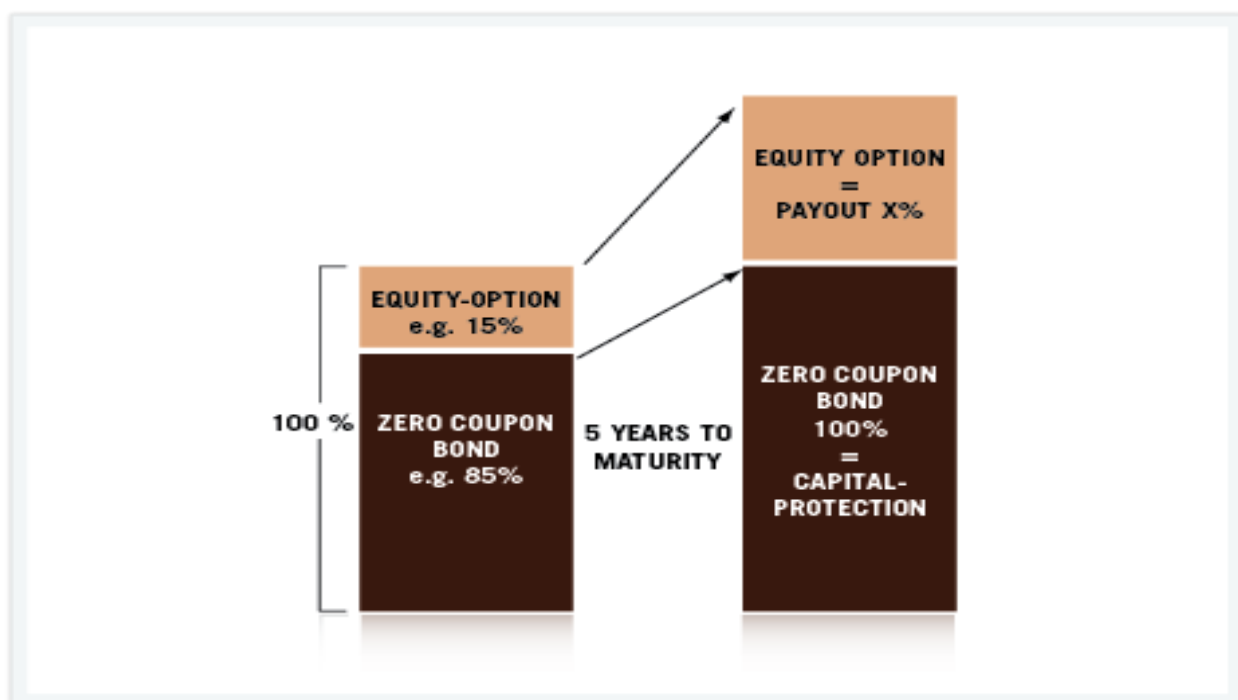 100 %
EQUITY-OPTION
e.g. 15%
ZERO COUPON
BOND
e.g. 85%
5 YEARS TO
MATURITY
EQUITY OPTION
=
PAYOUT X%
ZERO COUPON
BOND
100%
=
CAPITAL-
PROTECTION